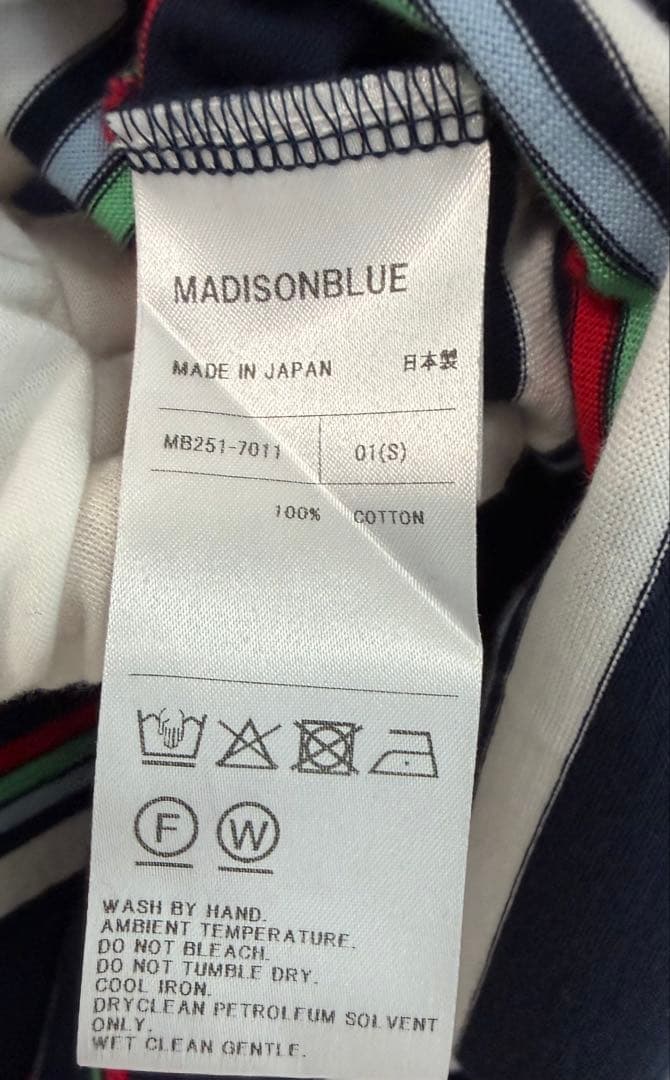 MADISONBLUE
MADE IN JAPAN 日本製
MB251-7011 01(S)
100% COTTON
F W
WASH BY HAND.
AMBIENT TEMPERATURE.
DO NOT BLEACH.
DO NOT TUMBLE DRY.
COOL IRON.
DRYCLEAN PETROLEUM SOLVENT
ONLY.
WET CLEAN GENTLE.